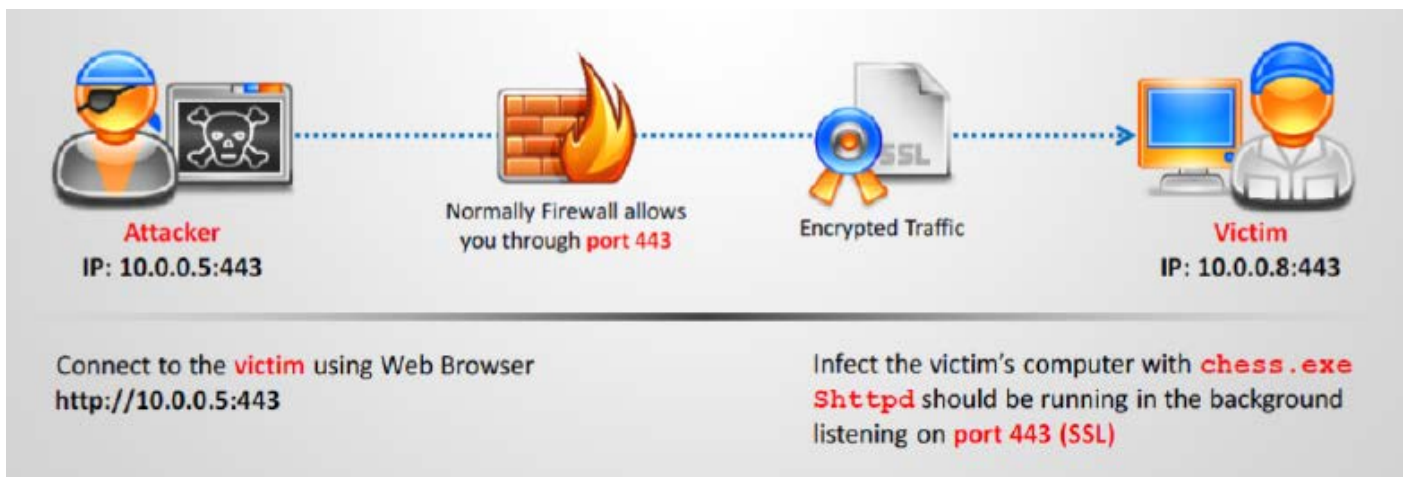 Attacker
IP: 10.0.0.5:443
Normally Firewall allows
you through port 443
SSL
Encrypted Traffic
Victim
IP: 10.0.0.8:443
Connect to the victim using Web Browser
http://10.0.0.5:443
Infect the victim's computer with chess.exe
Shttpd should be running in the background
listening on port 443 (SSL)